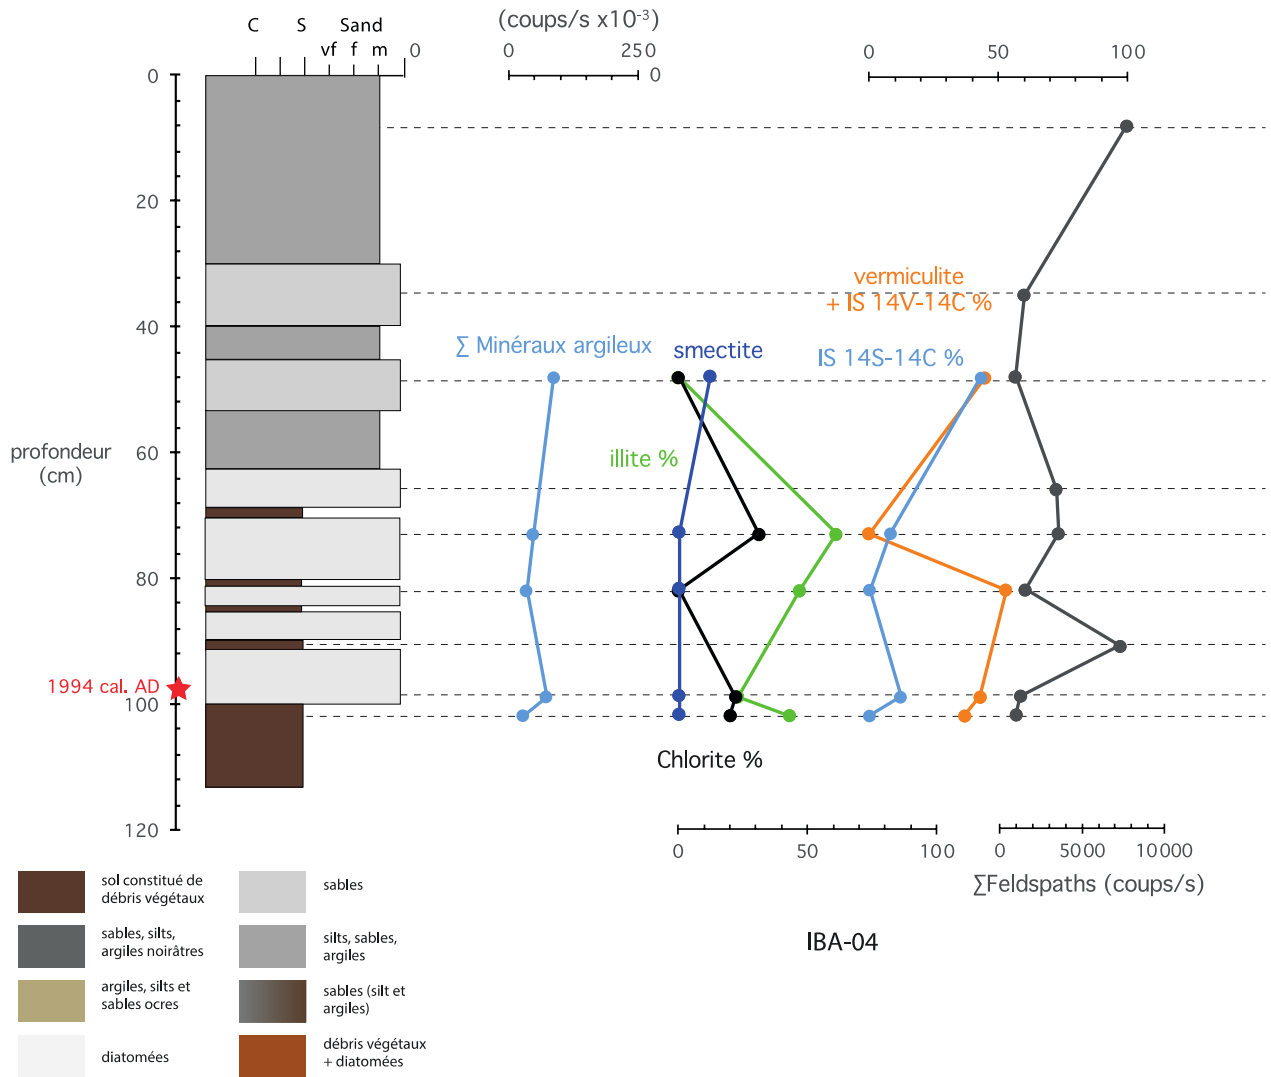 (coups/s x10-3)
C S Sand
vf f m 0
0 250 0
0 50 100
0
20
40
60
80
100
120
profondeur
(cm)
1994 cal. AD
vermiculite
+ IS 14V-14C %
∑ Minéraux argileux
smectite
IS 14S-14C %
illite %
Chlorite %
0 50 100
0 5000 10000
∑Feldspaths (coups/s)
IBA-04
sol constitué de
débris végétaux
sables
sables, silts,
argiles noirâtres
silts, sables,
argiles
argiles, silts et
sables ocres
sables (silt et
argiles)
diatomées
débris végétaux
+ diatomées